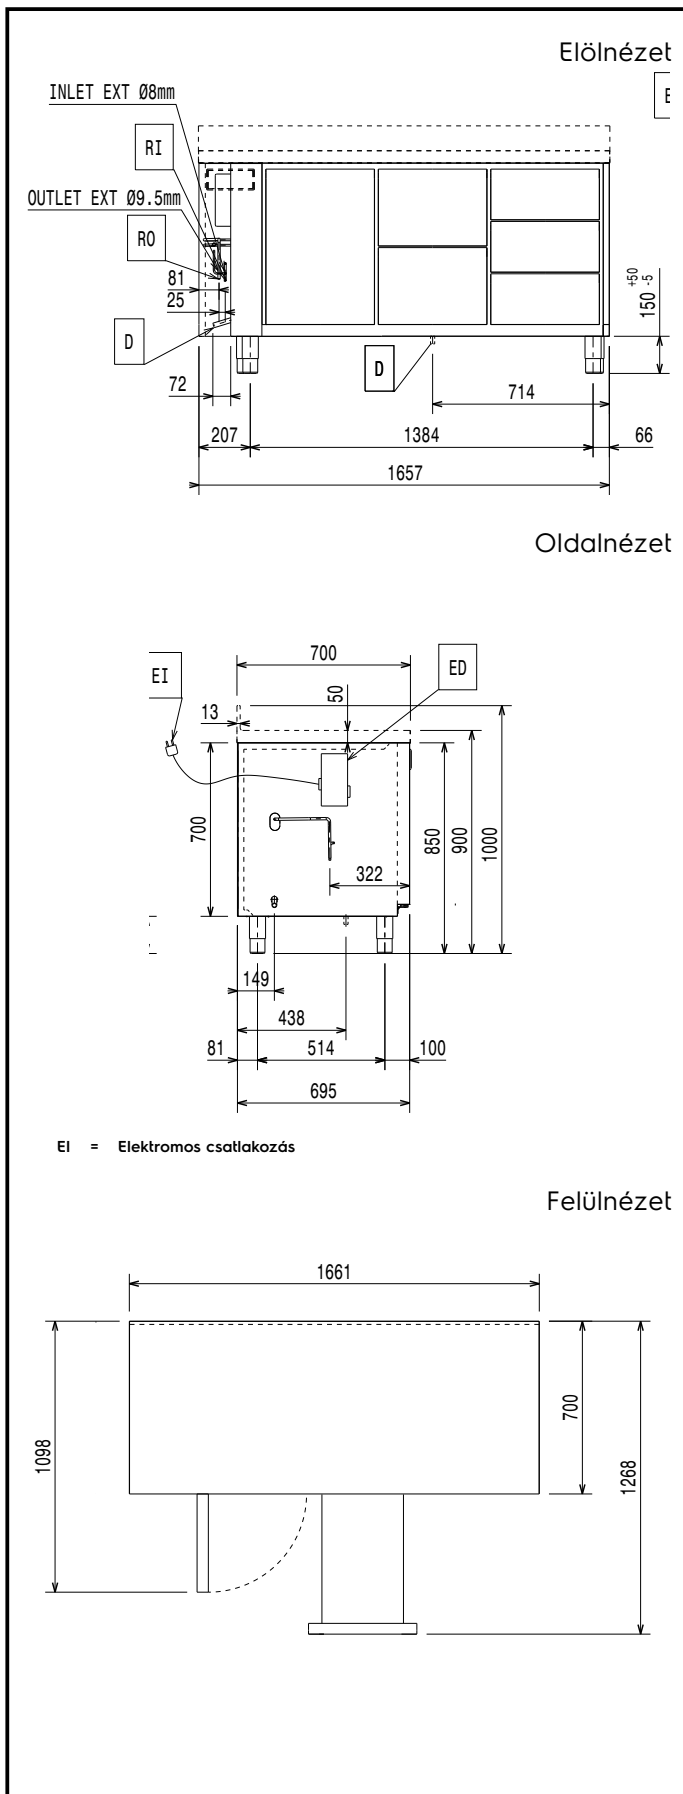 Elölnézet
INLET EXT Ø8mm
RI
OUTLET EXT Ø9.5mm
RO
81
25
D
D
72
150 +50 -5
714
207
1384
66
1657
Oldalnézet
700
EI
ED
50
13
700
322
850
900
1000
149
438
81
514
100
695
EI = Elektromos csatlakozás
Felülnézet
1661
1098
700
1268